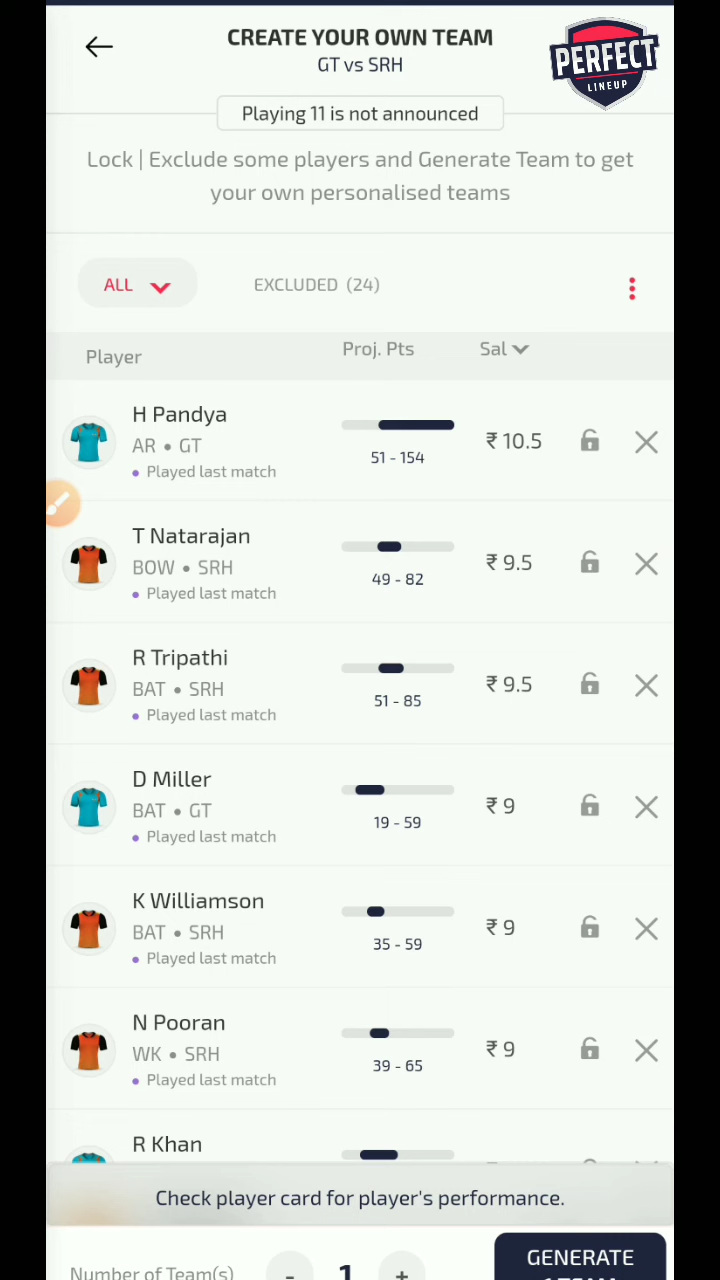 CREATE YOUR OWN TEAM
GT vs SRH
PERFECT
LINEUP
Playing 11 is not announced
Lock | Exclude some players and Generate Team to get
your own personalised teams
ALL
EXCLUDED (24)
Player Proj. Pts Sal
H Pandya
AR • GT
Played last match
51 - 154
₹ 10.5
T Natarajan
BOW • SRH
Played last match
49 - 82
₹ 9.5
R Tripathi
BAT • SRH
Played last match
51 - 85
₹ 9.5
D Miller
BAT • GT
Played last match
19 - 59
₹ 9
K Williamson
BAT • SRH
Played last match
35 - 59
₹ 9
N Pooran
WK • SRH
Played last match
39 - 65
₹ 9
R Khan
Check player card for player's performance.
Number of Team(s) - 1 +
GENERATE